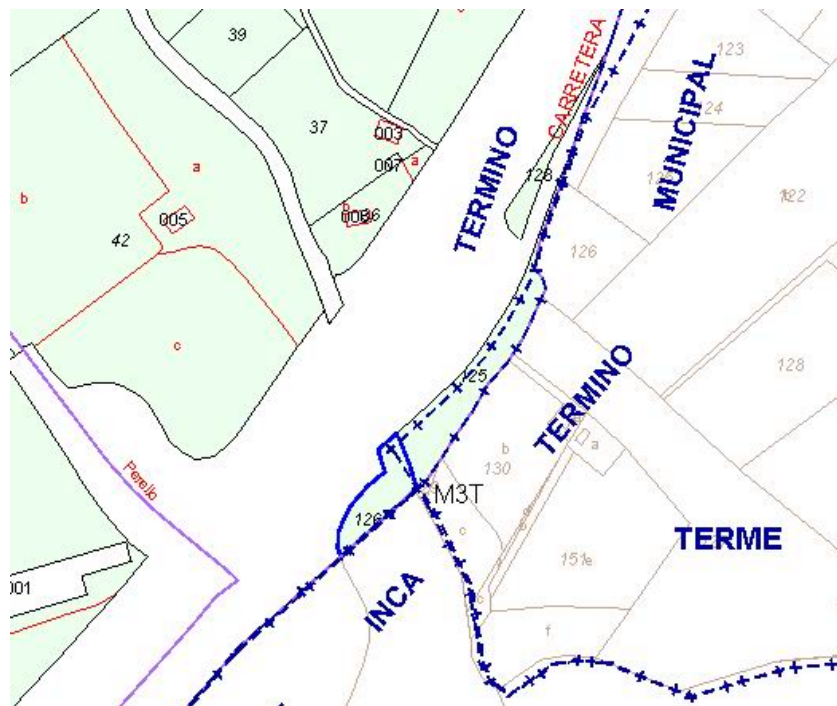 39
37
003
007
a
006
005
a
b
42
c
CARRETERA
TERMINO
MUNICIPAL
123
24
128
122
126
125
128
TERMINO
b
130
a
M3T
126
c
TERME
151e
INCA
c
f
001
Perello